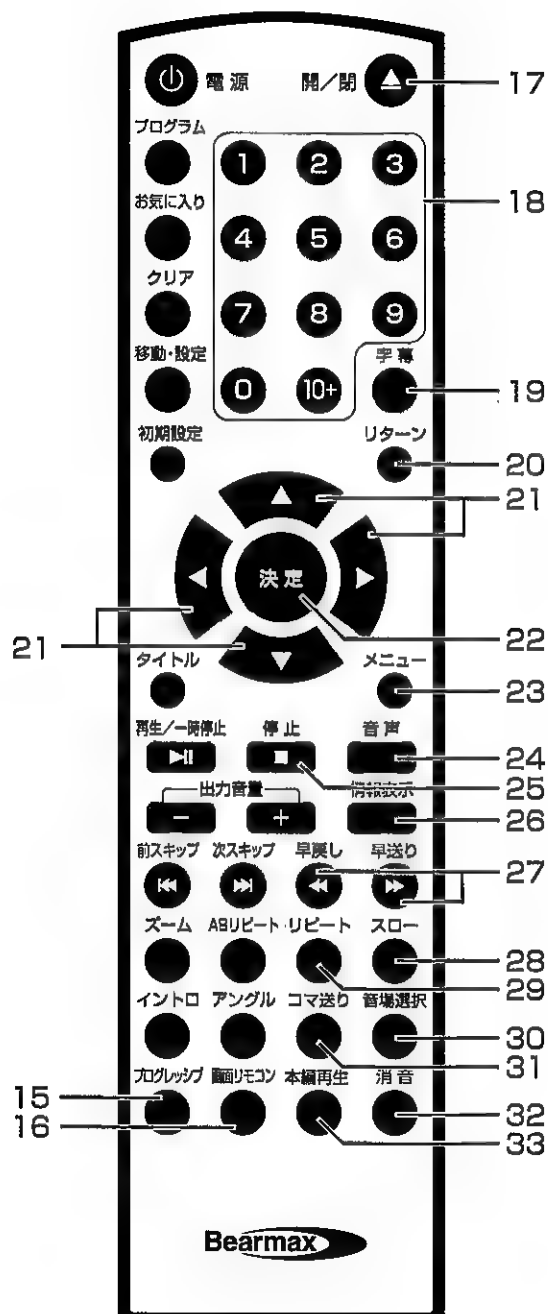 電源 開／閉 17
プログラム
1 2 3
18
お気に入り
4 5 6
クリア
7 8 9
移動・設定 字幕
0 10+ 19
初期設定 リターン
20
21
決定
21 22
タイトル メニュー
23
再生／一時停止 停止 音声
24
25
出力音量 情報表示
− + 26
前スキップ 次スキップ 早戻し 早送り
27
ズーム ABリピート リピート スロー
28
29
イントロ アングル コマ送り 音場選択
30
31
プログレッシブ 画面リモコン 本編再生 消音
15
16 32
33
Bearmax